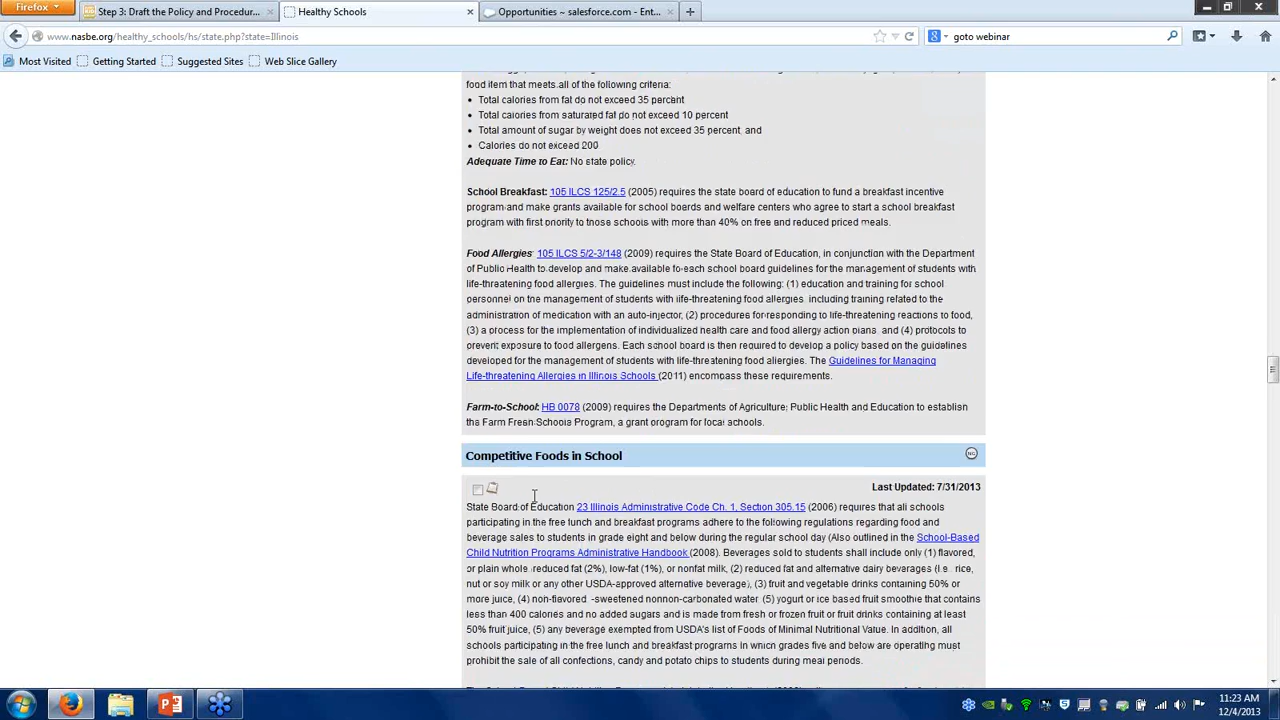 Firefox
Step 3: Draft the Policy and Procedur...
Healthy Schools
Opportunities ~ salesforce.com - Ent...
www.nasbe.org/healthy_schools/hs/state.php?state=Illinois
goto webinar
Most Visited
Getting Started
Suggested Sites
Web Slice Gallery
food item that meets all of the following criteria:
• Total calories from fat do not exceed 35 percent
• Total calories from saturated fat do not exceed 10 percent
• Total amount of sugar by weight does not exceed 35 percent, and
• Calories do not exceed 200
Adequate Time to Eat: No state policy.
School Breakfast: 105 ILCS 125/2.5 (2005) requires the state board of education to fund a breakfast incentive
program and make grants available for school boards and welfare centers who agree to start a school breakfast
program with first priority to those schools with more than 40% on free and reduced priced meals.
Food Allergies: 105 ILCS 5/2-3/148 (2009) requires the State Board of Education, in conjunction with the Department
of Public Health to develop and make available to each school board guidelines for the management of students with
life-threatening food allergies. The guidelines must include the following: (1) education and training for school
personnel on the management of students with life-threatening food allergies, including training related to the
administration of medication with an auto-injector, (2) procedures for responding to life-threatening reactions to food,
(3) a process for the implementation of individualized health care and food allergy action plans, and (4) protocols to
prevent exposure to food allergens. Each school board is then required to develop a policy based on the guidelines
developed for the management of students with life-threatening food allergies. The Guidelines for Managing
Life-threatening Allergies in Illinois Schools (2011) encompass these requirements.
Farm-to-School: HB 0078 (2009) requires the Departments of Agriculture, Public Health and Education to establish
the Farm Fresh Schools Program, a grant program for local schools.
Competitive Foods in School
NG
Last Updated: 7/31/2013
State Board of Education 23 Illinois Administrative Code Ch. 1, Section 305.15 (2006) requires that all schools
participating in the free lunch and breakfast programs adhere to the following regulations regarding food and
beverage sales to students in grade eight and below during the regular school day (Also outlined in the School-Based
Child Nutrition Programs Administrative Handbook (2008). Beverages sold to students shall include only (1) flavored,
or plain whole, reduced fat (2%), low-fat (1%), or nonfat milk, (2) reduced fat and alternative dairy beverages (i.e., rice,
nut or soy milk or any other USDA-approved alternative beverage), (3) fruit and vegetable drinks containing 50% or
more juice, (4) non-flavored, -sweetened nonnon-carbonated water, (5) yogurt or ice based fruit smoothie that contains
less than 400 calories and no added sugars and is made from fresh or frozen fruit or fruit drinks containing at least
50% fruit juice, (5) any beverage exempted from USDA's list of Foods of Minimal Nutritional Value. In addition, all
schools participating in the free lunch and breakfast programs in which grades five and below are operating must
prohibit the sale of all confections, candy and potato chips to students during meal periods.
11:23 AM
12/4/2013